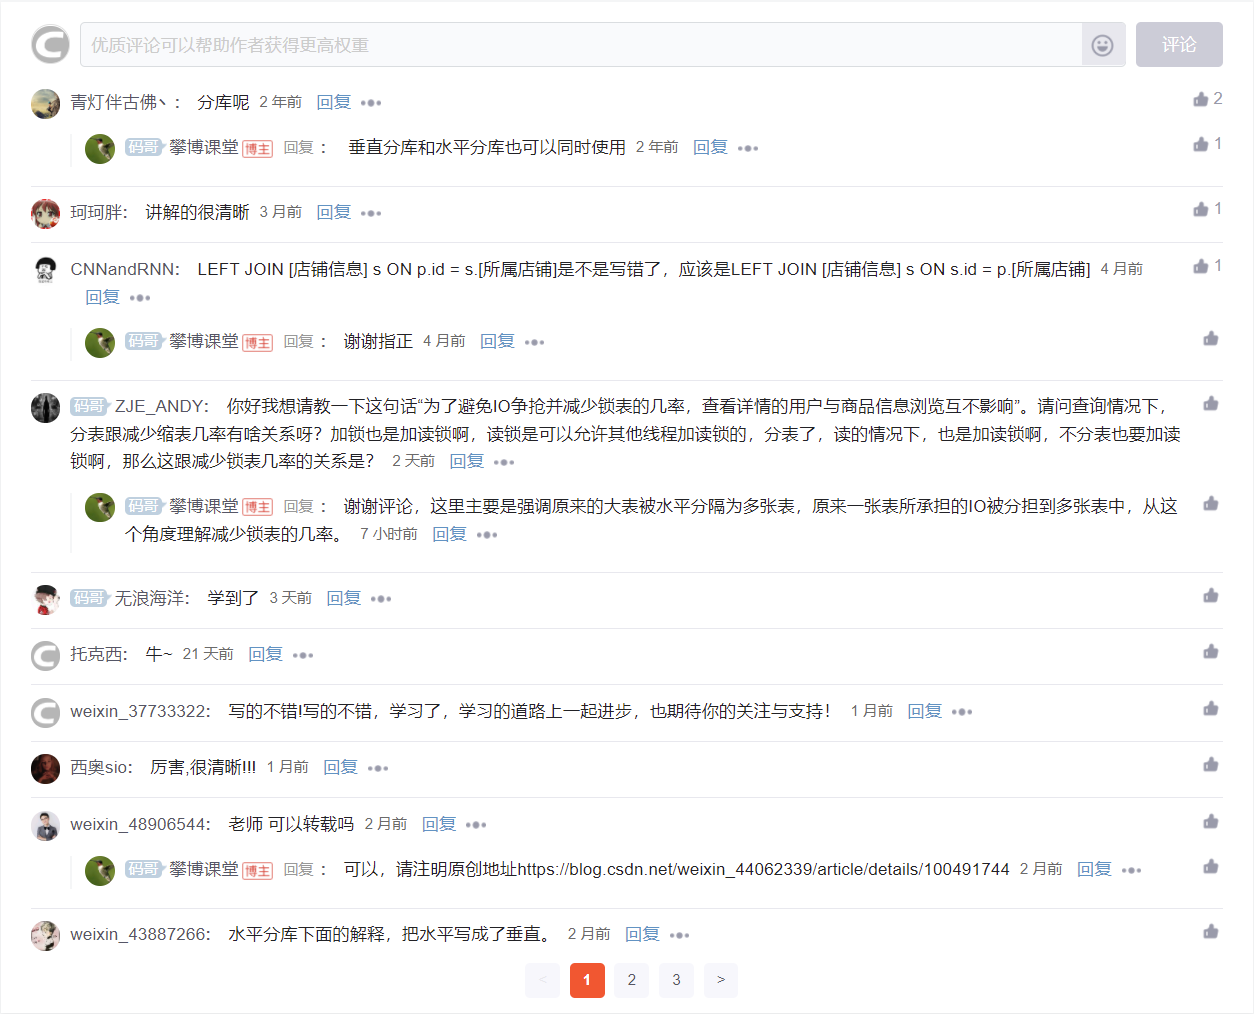 优质评论可以帮助作者获得更高权重
评论
青灯伴古佛丶： 分库呢 2 年前 回复 2
码哥 攀博课堂 博主 回复： 垂直分库和水平分库也可以同时使用 2 年前 回复 1
珂珂胖： 讲解的很清晰 3 月前 回复 1
CNNandRNN： LEFT JOIN [店铺信息] s ON p.id = s.[所属店铺]是不是写错了，应该是LEFT JOIN [店铺信息] s ON s.id = p.[所属店铺] 4 月前 1
回复
码哥 攀博课堂 博主 回复： 谢谢指正 4 月前 回复
码哥 ZJE_ANDY： 你好我想请教一下这句话“为了避免IO争抢并减少锁表的几率，查看详情的用户与商品信息浏览互不影响”。请问查询情况下，
分表跟减少缩表几率有啥关系呀？加锁也是加读锁啊，读锁是可以允许其他线程加读锁的，分表了，读的情况下，也是加读锁啊，不分表也要加读
锁啊，那么这跟减少锁表几率的关系是？ 2 天前 回复
码哥 攀博课堂 博主 回复： 谢谢评论，这里主要是强调原来的大表被水平分隔为多张表，原来一张表所承担的IO被分担到多张表中，从这
个角度理解减少锁表的几率。 7 小时前 回复
码哥 无浪海洋： 学到了 3 天前 回复
托克西： 牛~ 21 天前 回复
weixin_37733322： 写的不错!写的不错，学习了，学习的道路上一起进步，也期待你的关注与支持！ 1 月前 回复
西奥sio： 厉害,很清晰!!! 1 月前 回复
weixin_48906544： 老师 可以转载吗 2 月前 回复
码哥 攀博课堂 博主 回复： 可以，请注明原创地址https://blog.csdn.net/weixin_44062339/article/details/100491744 2 月前 回复
weixin_43887266： 水平分库下面的解释，把水平写成了垂直。 2 月前 回复
< 1 2 3 >